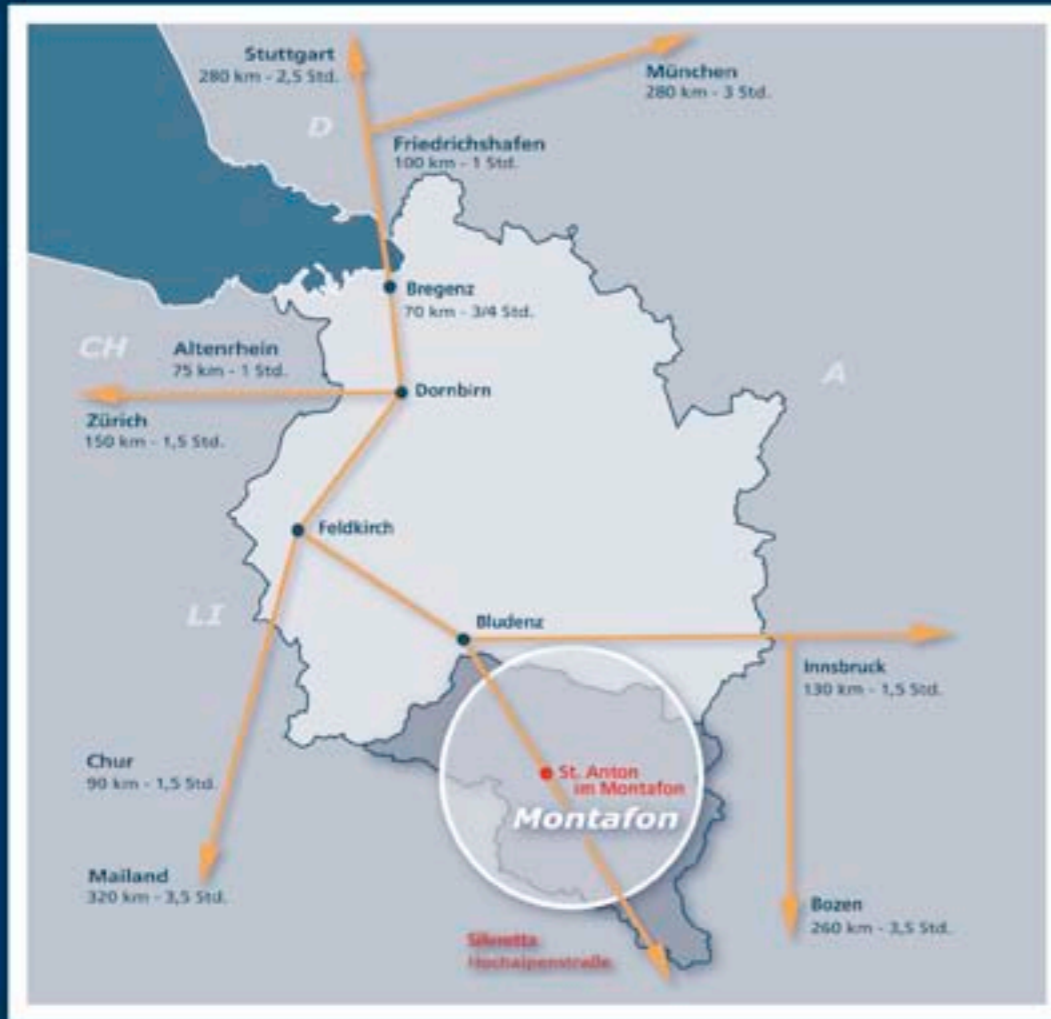 Stuttgart
280 km - 2,5 Std.
München
280 km - 3 Std.
D
Friedrichshafen
100 km - 1 Std.
Bregenz
70 km - 3/4 Std.
CH
Altenrhein
75 km - 1 Std.
A
Dornbirn
Zürich
150 km - 1,5 Std.
Feldkirch
LI
Bludenz
Innsbruck
130 km - 1,5 Std.
Chur
90 km - 1,5 Std.
St. Anton
im Montafon
Montafon
Mailand
320 km - 3,5 Std.
Bozen
260 km - 3,5 Std.
Silvretta
Hochalpenstraße